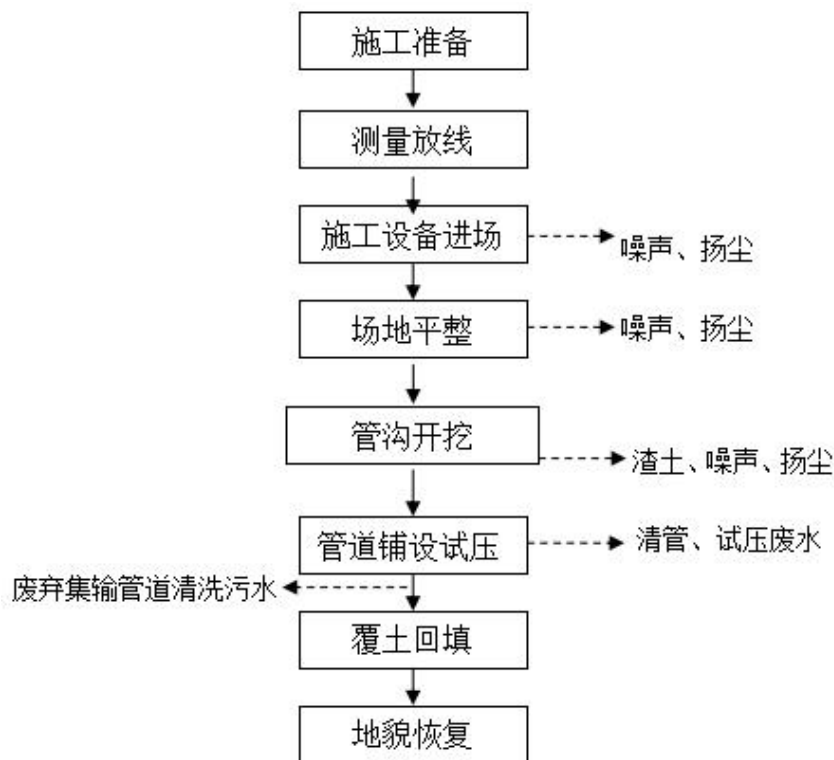 施工准备
测量放线
施工设备进场
噪声、扬尘
场地平整
噪声、扬尘
管沟开挖
渣土、噪声、扬尘
管道铺设试压
清管、试压废水
废弃集输管道清洗污水
覆土回填
地貌恢复